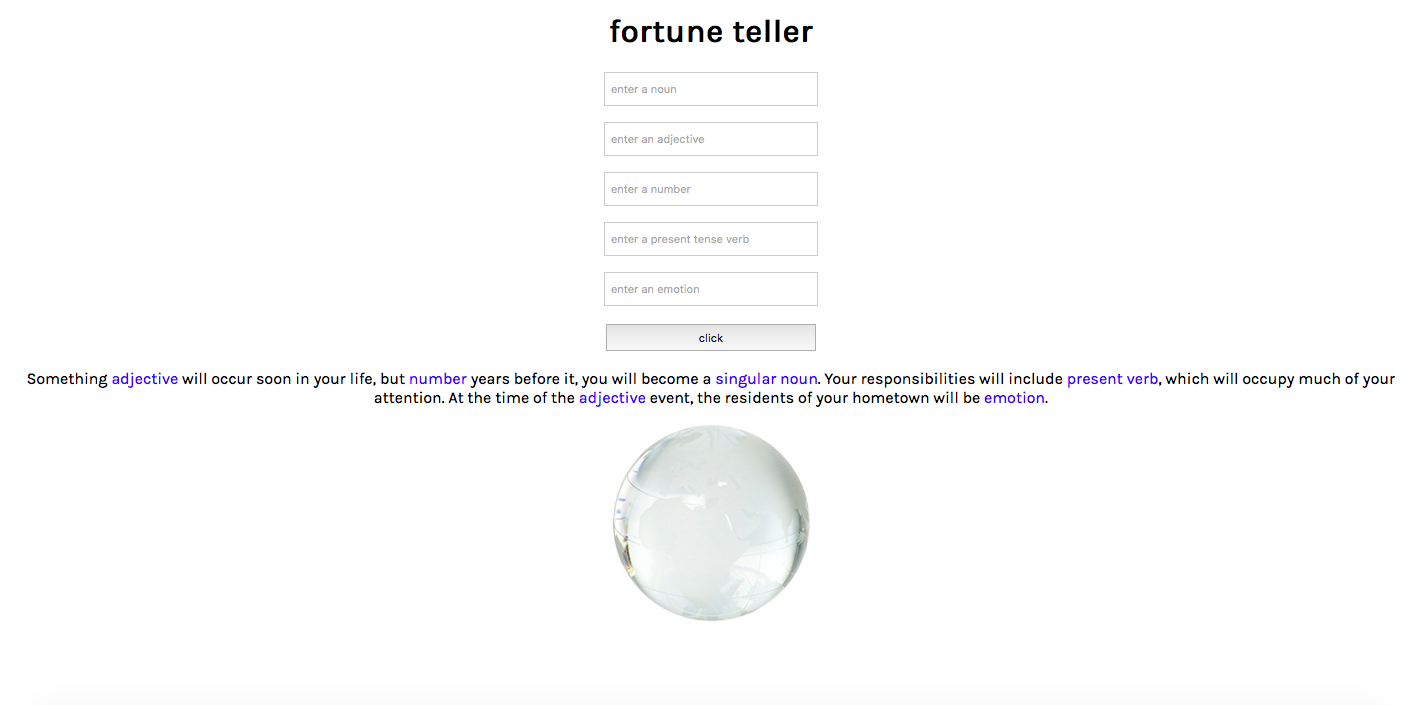 fortune teller
enter a noun
enter an adjective
enter a number
enter a present tense verb
enter an emotion
click
Something adjective will occur soon in your life, but number years before it, you will become a singular noun. Your responsibilities will include present verb, which will occupy much of your
attention. At the time of the adjective event, the residents of your hometown will be emotion.